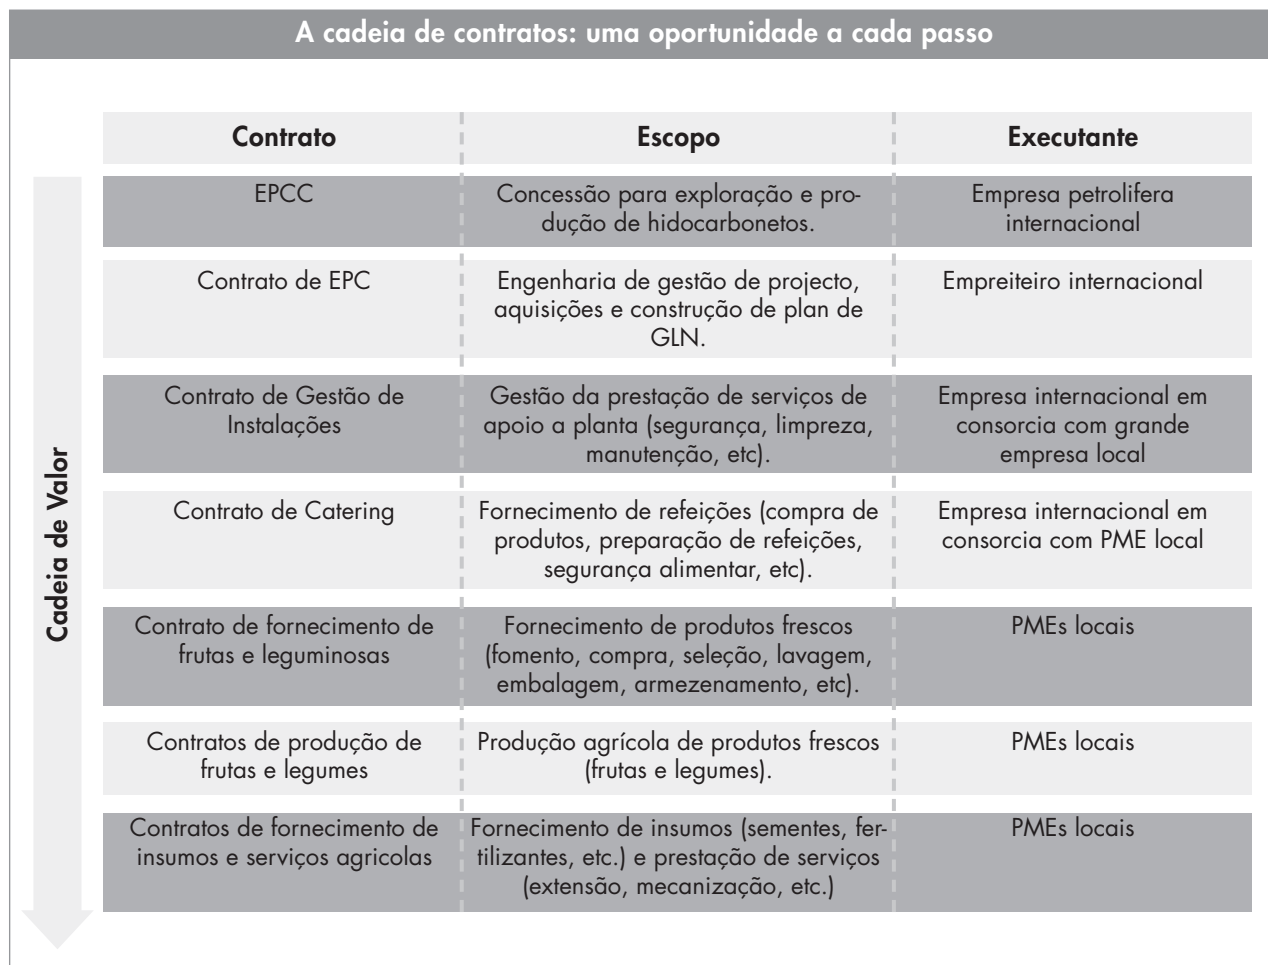 A cadeia de contratos: uma oportunidade a cada passo
Contrato
Escopo
Executante
Cadeia de Valor
EPCC
Concessão para exploração e pro-
dução de hidocarbonetos.
Empresa petrolifera
internacional
Contrato de EPC
Engenharia de gestão de projecto,
aquisições e construção de plan de
GLN.
Empreiteiro internacional
Contrato de Gestão de
Instalações
Gestão da prestação de serviços de
apoio a planta (segurança, limpreza,
manutenção, etc).
Empresa internacional em
consorcia com grande
empresa local
Contrato de Catering
Fornecimento de refeições (compra de
produtos, preparação de refeições,
segurança alimentar, etc).
Empresa internacional em
consorcia com PME local
Contrato de fornecimento de
frutas e leguminosas
Fornecimento de produtos frescos
(fomento, compra, seleção, lavagem,
embalagem, armezenamento, etc).
PMEs locais
Contratos de produção de
frutas e legumes
Produção agrícola de produtos frescos
(frutas e legumes).
PMEs locais
Contratos de fornecimento de
insumos e serviços agricolas
Fornecimento de insumos (sementes, fer-
tilizantes, etc.) e prestação de serviços
(extensão, mecanização, etc.)
PMEs locais